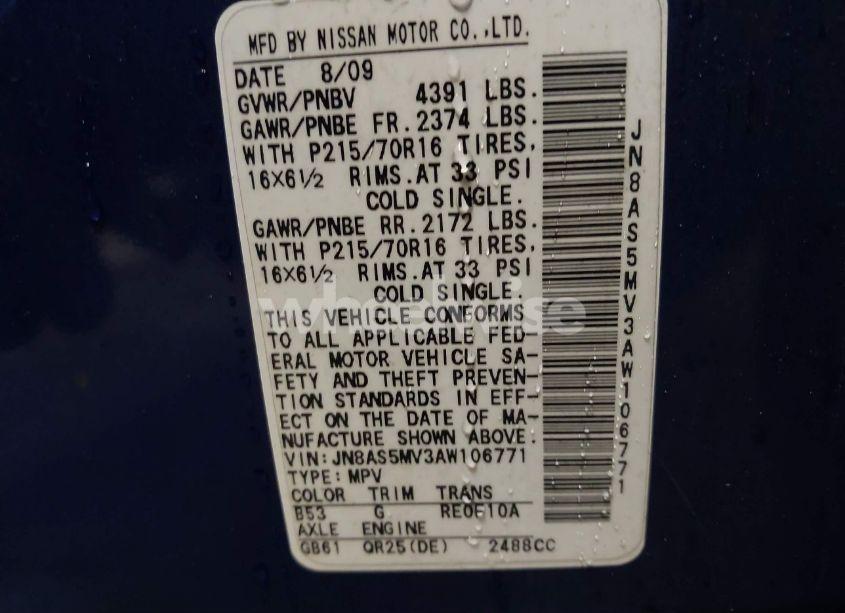 MFD BY NISSAN MOTOR CO.,LTD.
DATE 8/09
GVWR/PNBV 4391 LBS.
GAWR/PNBE FR.2374 LBS.
WITH P215/70R16 TIRES,
16X6½ RIMS.AT 33 PSI
COLD SINGLE.
GAWR/PNBE RR.2172 LBS.
WITH P215/70R16 TIRES,
16X6½ RIMS.AT 33 PSI
COLD SINGLE.
THIS VEHICLE CONFORMS
TO ALL APPLICABLE FED-
ERAL MOTOR VEHICLE SA-
FETY AND THEFT PREVEN-
TION STANDARDS IN EFF-
ECT ON THE DATE OF MA-
NUFACTURE SHOWN ABOVE.
VIN:JN8AS5MV3AW106771
TYPE:MPV
COLOR TRIM TRANS
B53 G RE0F10A
AXLE ENGINE
GB61 QR25(DE) 2488CC
JN8AS5MV3AW106771
wheelwise